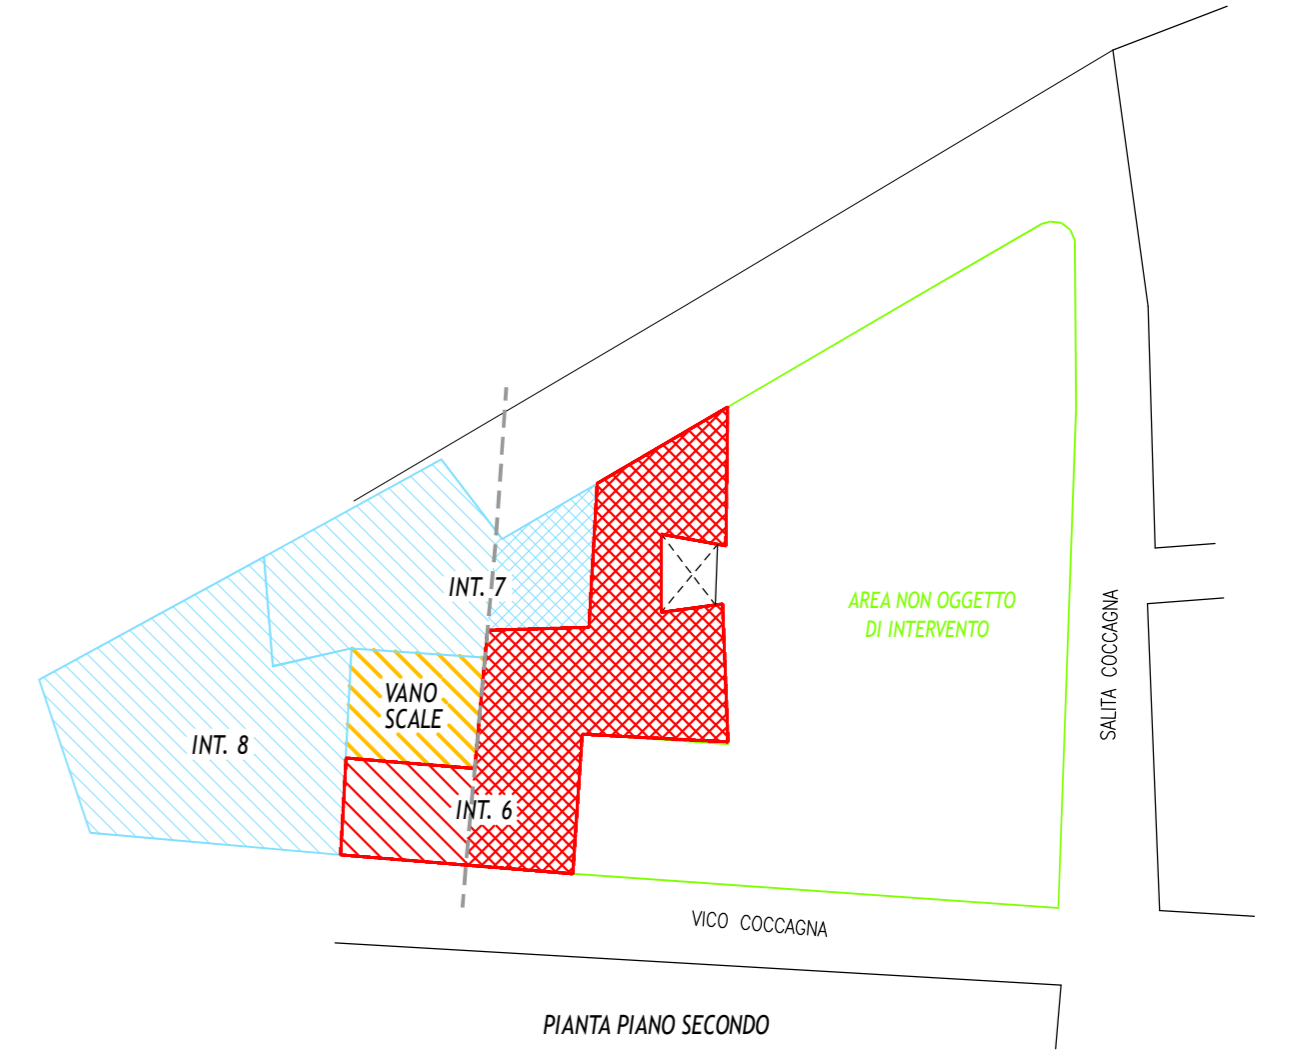 INT. 7
AREA NON OGGETTO
DI INTERVENTO
SALITA COCCAGNA
VANO
SCALE
INT. 8
INT. 6
VICO COCCAGNA
PIANTA PIANO SECONDO